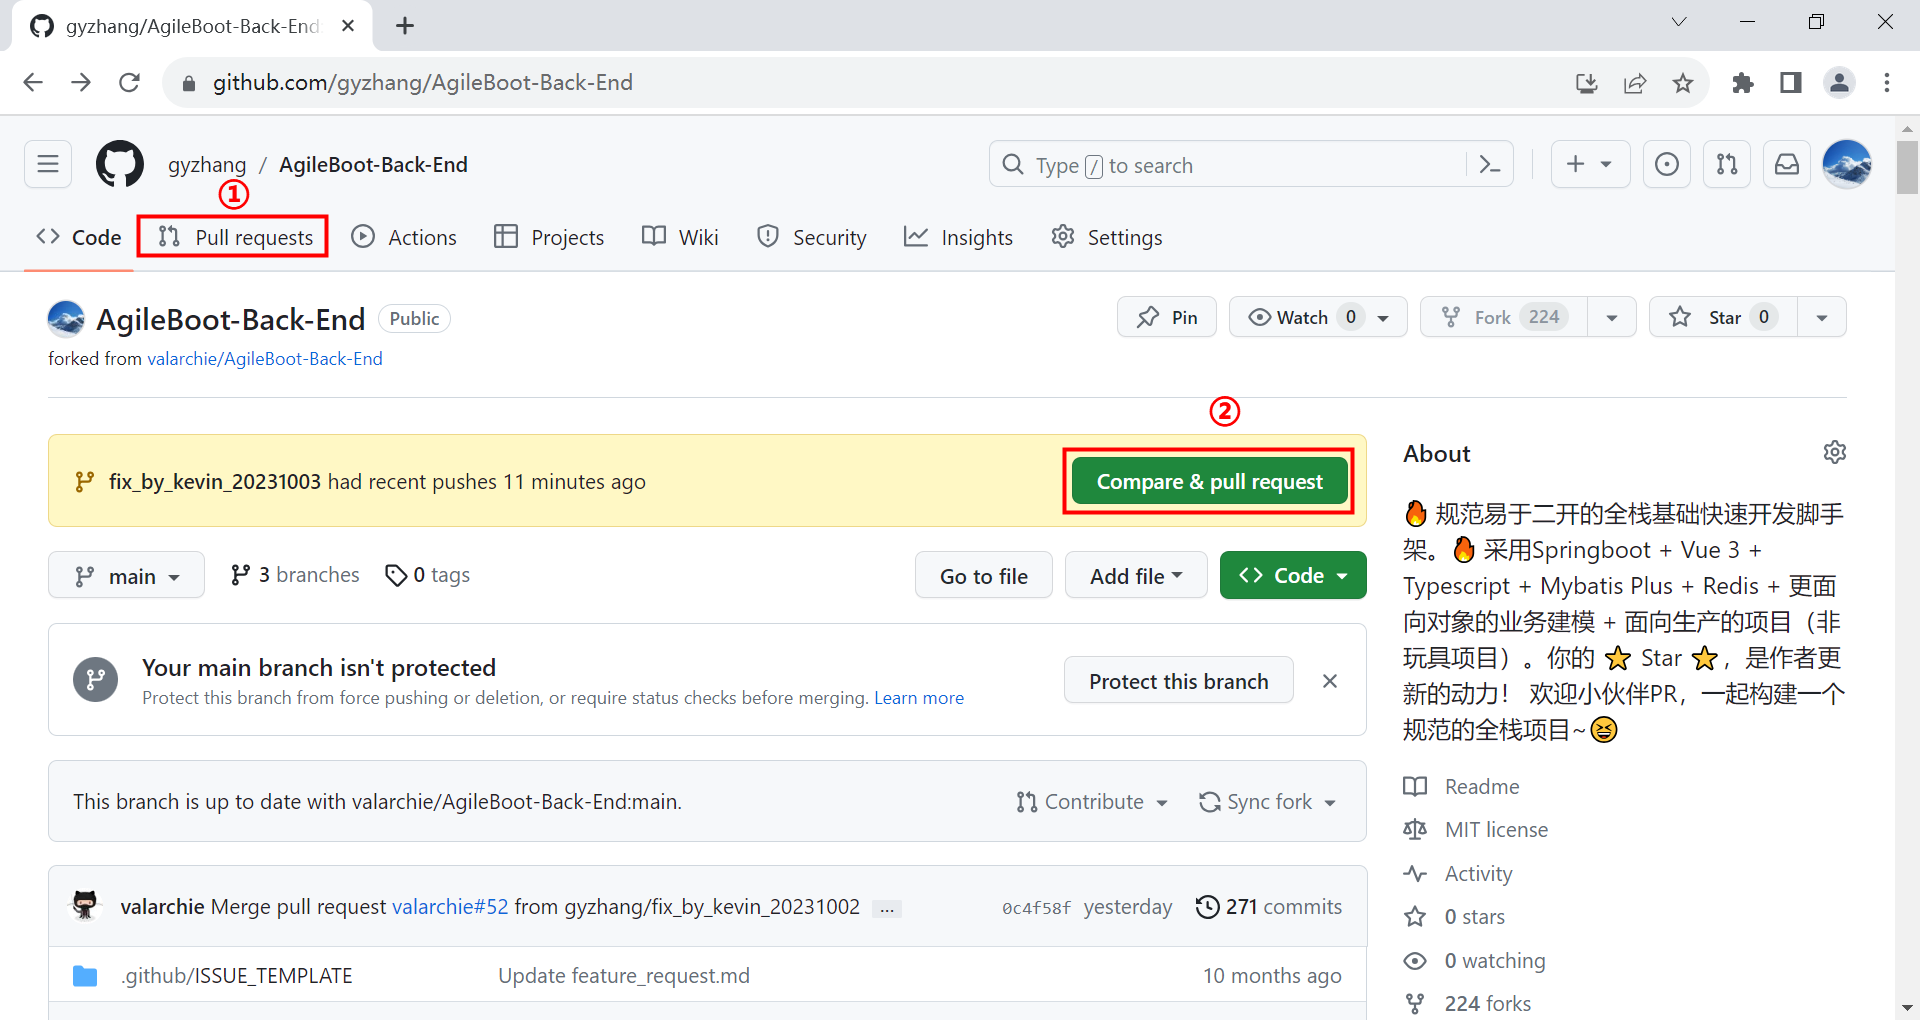 gyzhang/AgileBoot-Back-End
github.com/gyzhang/AgileBoot-Back-End
gyzhang / AgileBoot-Back-End
Type / to search
①
Code
Pull requests
Actions
Projects
Wiki
Security
Insights
Settings
AgileBoot-Back-End Public
Pin
Watch 0
Fork 224
Star 0
forked from valarchie/AgileBoot-Back-End
②
fix_by_kevin_20231003 had recent pushes 11 minutes ago
Compare & pull request
main
3 branches
0 tags
Go to file
Add file
Code
Your main branch isn't protected
Protect this branch from force pushing or deletion, or require status checks before merging. Learn more
Protect this branch
This branch is up to date with valarchie/AgileBoot-Back-End:main.
Contribute
Sync fork
valarchie Merge pull request valarchie#52 from gyzhang/fix_by_kevin_20231002 ...
0c4f58f yesterday
271 commits
.github/ISSUE_TEMPLATE
Update feature_request.md
10 months ago
About
🔥 规范易于二开的全栈基础快速开发脚手
架。🔥 采用Springboot + Vue 3 +
Typescript + Mybatis Plus + Redis + 更面
向对象的业务建模 + 面向生产的项目（非
玩具项目）。你的 ⭐ Star ⭐，是作者更
新的动力！ 欢迎小伙伴PR，一起构建一个
规范的全栈项目~😆
Readme
MIT license
Activity
0 stars
0 watching
224 forks